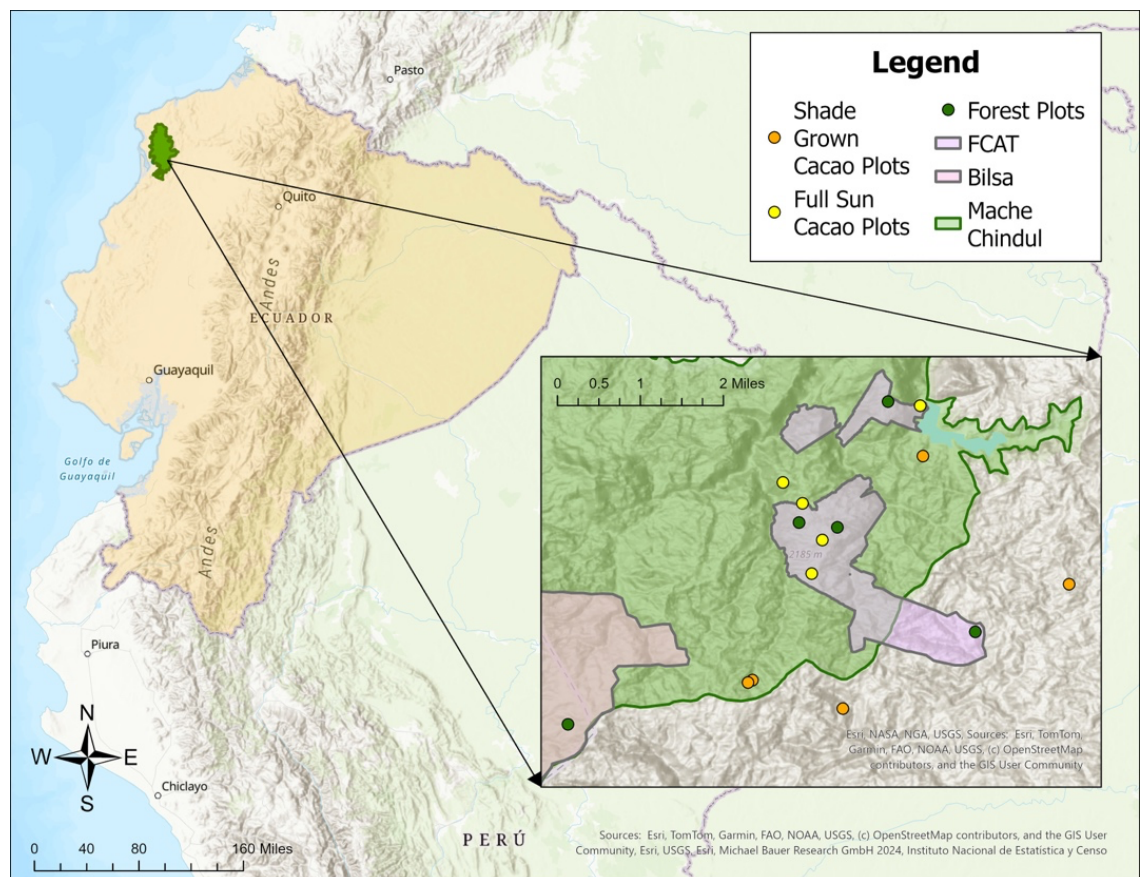 Pasto
Quito
Andes
ECUADOR
Guayaquil
Golfo de
Guayaquil
Andes
Piura
N
W E
S
Chiclayo
PERÚ
0 40 80 160 Miles
Legend
Shade
Grown
Cacao Plots
Full Sun
Cacao Plots
Forest Plots
FCAT
Bilsa
Mache
Chindul
0 0.5 1 2 Miles
2185 m
Esri, NASA, NGA, USGS, Sources: Esri, TomTom,
Garmin, FAO, NOAA, USGS, (c) OpenStreetMap
contributors, and the GIS User Community
Sources: Esri, TomTom, Garmin, FAO, NOAA, USGS, (c) OpenStreetMap contributors, and the GIS User
Community, Esri, USGS, Esri, Michael Bauer Research GmbH 2024, Instituto Nacional de Estatistica y Censo